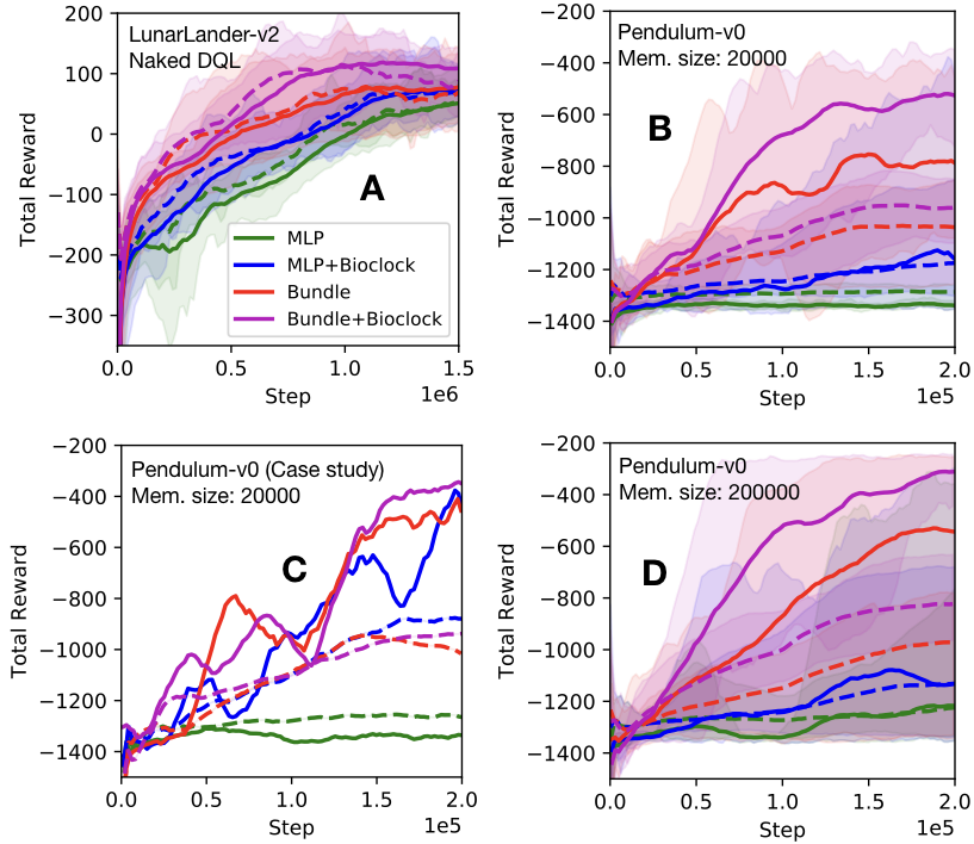 LunarLander-v2
Naked DQL
A
Total Reward
200
100
0
−100
−200
−300
MLP
MLP+Bioclock
Bundle
Bundle+Bioclock
0.0 0.5 1.0 1.5
Step
1e6
Pendulum-v0
Mem. size: 20000
B
Total Reward
−200
−400
−600
−800
−1000
−1200
−1400
0.0 0.5 1.0 1.5 2.0
Step
1e5
Pendulum-v0 (Case study)
Mem. size: 20000
C
Total Reward
−200
−400
−600
−800
−1000
−1200
−1400
0.0 0.5 1.0 1.5 2.0
Step
1e5
Pendulum-v0
Mem. size: 200000
D
Total Reward
−200
−400
−600
−800
−1000
−1200
−1400
0.0 0.5 1.0 1.5 2.0
Step
1e5